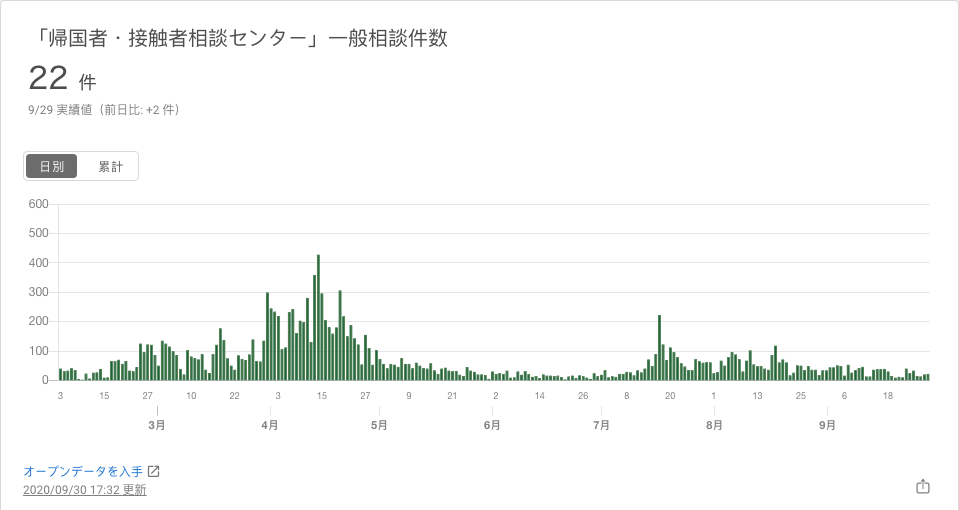 「帰国者・接触者相談センター」一般相談件数
22 件
9/29 実績値（前日比: +2 件）
日別 累計
600
500
400
300
200
100
0
3 15 27 10 22 3 15 27 9 21 2 14 26 8 20 1 13 25 6 18
3月 4月 5月 6月 7月 8月 9月
オープンデータを入手
2020/09/30 17:32 更新